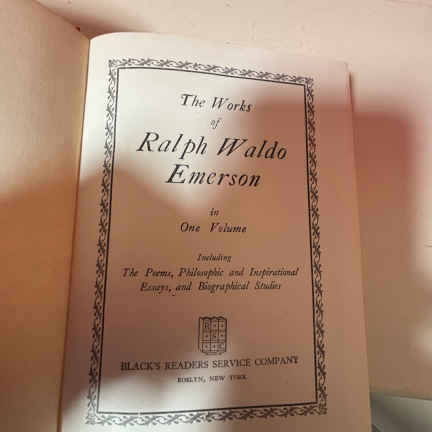 The Works
of
Ralph Waldo
Emerson
in
One Volume
Including
The Poems, Philosophic and Inspirational
Essays, and Biographical Studies
BLACK'S READERS SERVICE COMPANY
ROSLYN, NEW YORK